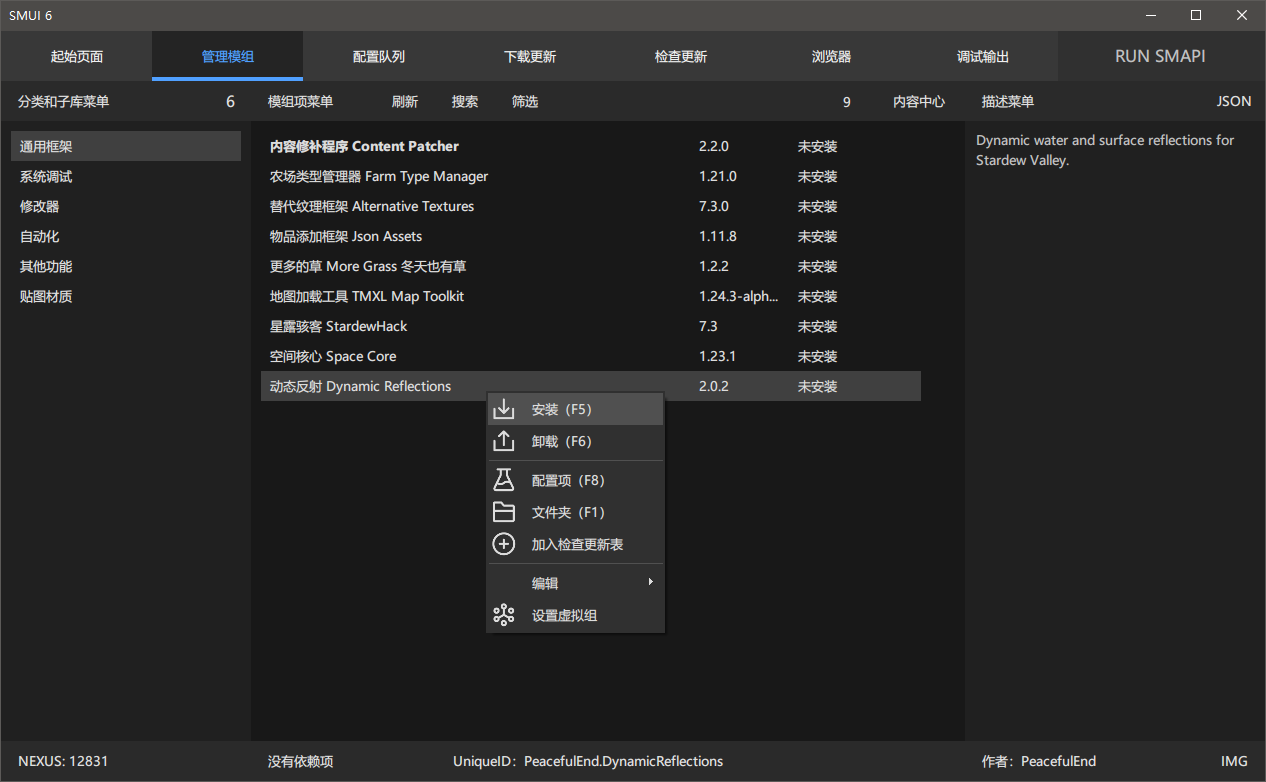 SMUI 6
起始页面 管理模组 配置队列 下载更新 检查更新 浏览器 调试输出 RUN SMAPI
分类和子库菜单 6 模组项菜单 刷新 搜索 筛选 9 内容中心 描述菜单 JSON
通用框架
系统调试
修改器
自动化
其他功能
贴图材质
内容修补程序 Content Patcher 2.2.0 未安装
农场类型管理器 Farm Type Manager 1.21.0 未安装
替代纹理框架 Alternative Textures 7.3.0 未安装
物品添加框架 Json Assets 1.11.8 未安装
更多的草 More Grass 冬天也有草 1.2.2 未安装
地图加载工具 TMXL Map Toolkit 1.24.3-alph... 未安装
星露骇客 StardewHack 7.3 未安装
空间核心 Space Core 1.23.1 未安装
动态反射 Dynamic Reflections 2.0.2 未安装
安装（F5）
卸载（F6）
配置项（F8）
文件夹（F1）
加入检查更新表
编辑
设置虚拟组
Dynamic water and surface reflections for
Stardew Valley.
NEXUS: 12831 没有依赖项 UniqueID：PeacefulEnd.DynamicReflections 作者：PeacefulEnd IMG